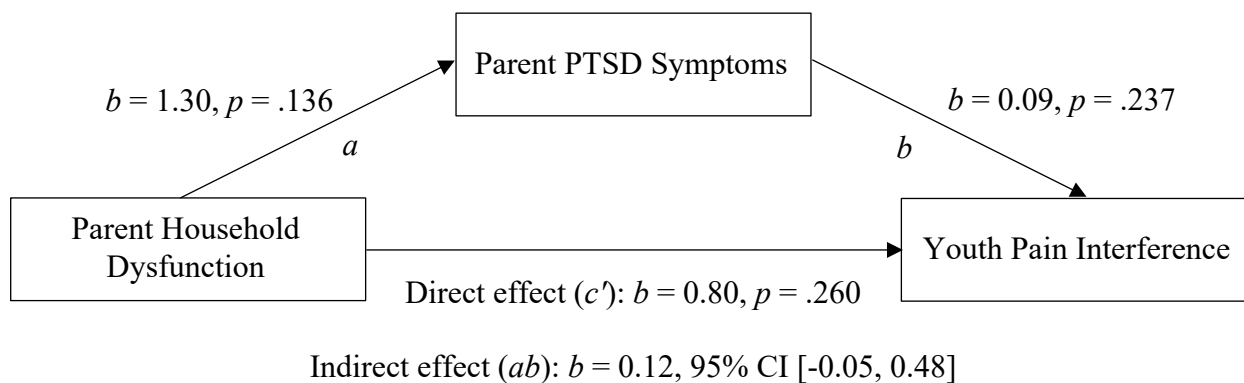 Parent PTSD Symptoms
b = 1.30, p = .136
b = 0.09, p = .237
a
b
Parent Household
Dysfunction
Youth Pain Interference
Direct effect (c'): b = 0.80, p = .260
Indirect effect (ab): b = 0.12, 95% CI [-0.05, 0.48]